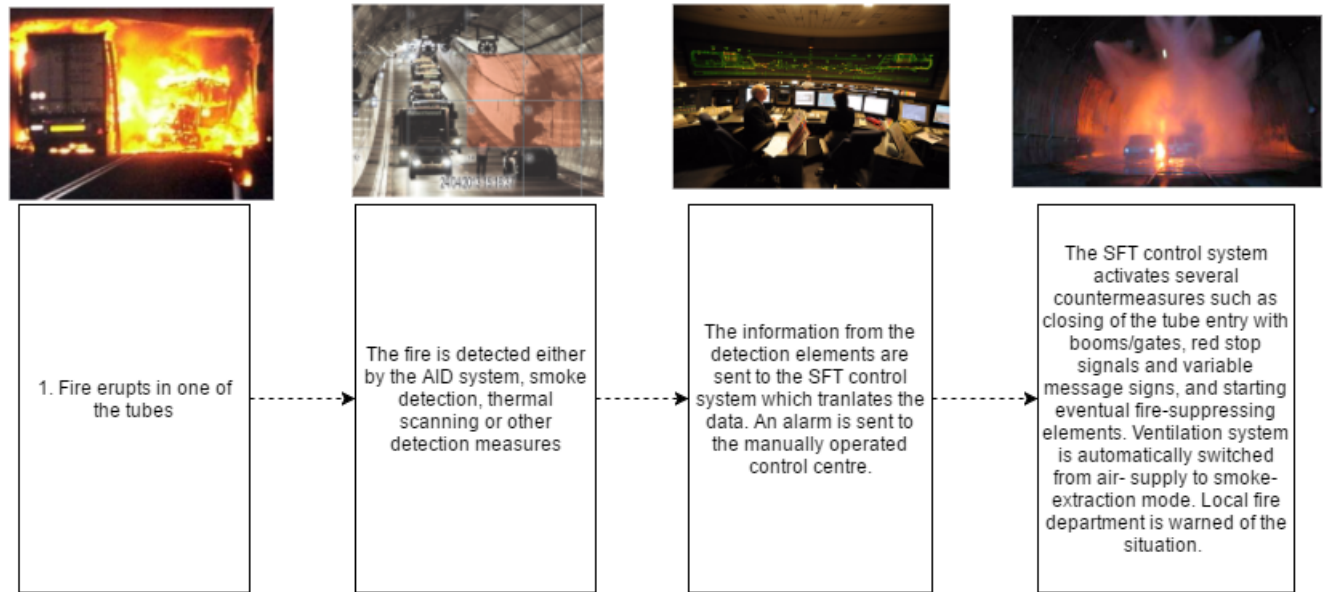 1. Fire erupts in one of
the tubes
The fire is detected either
by the AID system, smoke
detection, thermal
scanning or other
detection measures
The information from the
detection elements are
sent to the SFT control
system which tranlates the
data. An alarm is sent to
the manually operated
control centre.
The SFT control system
activates several
countermeasures such as
closing of the tube entry with
booms/gates, red stop
signals and variable
message signs, and starting
eventual fire-suppressing
elements. Ventilation system
is automatically switched
from air- supply to smoke-
extraction mode. Local fire
department is warned of the
situation.